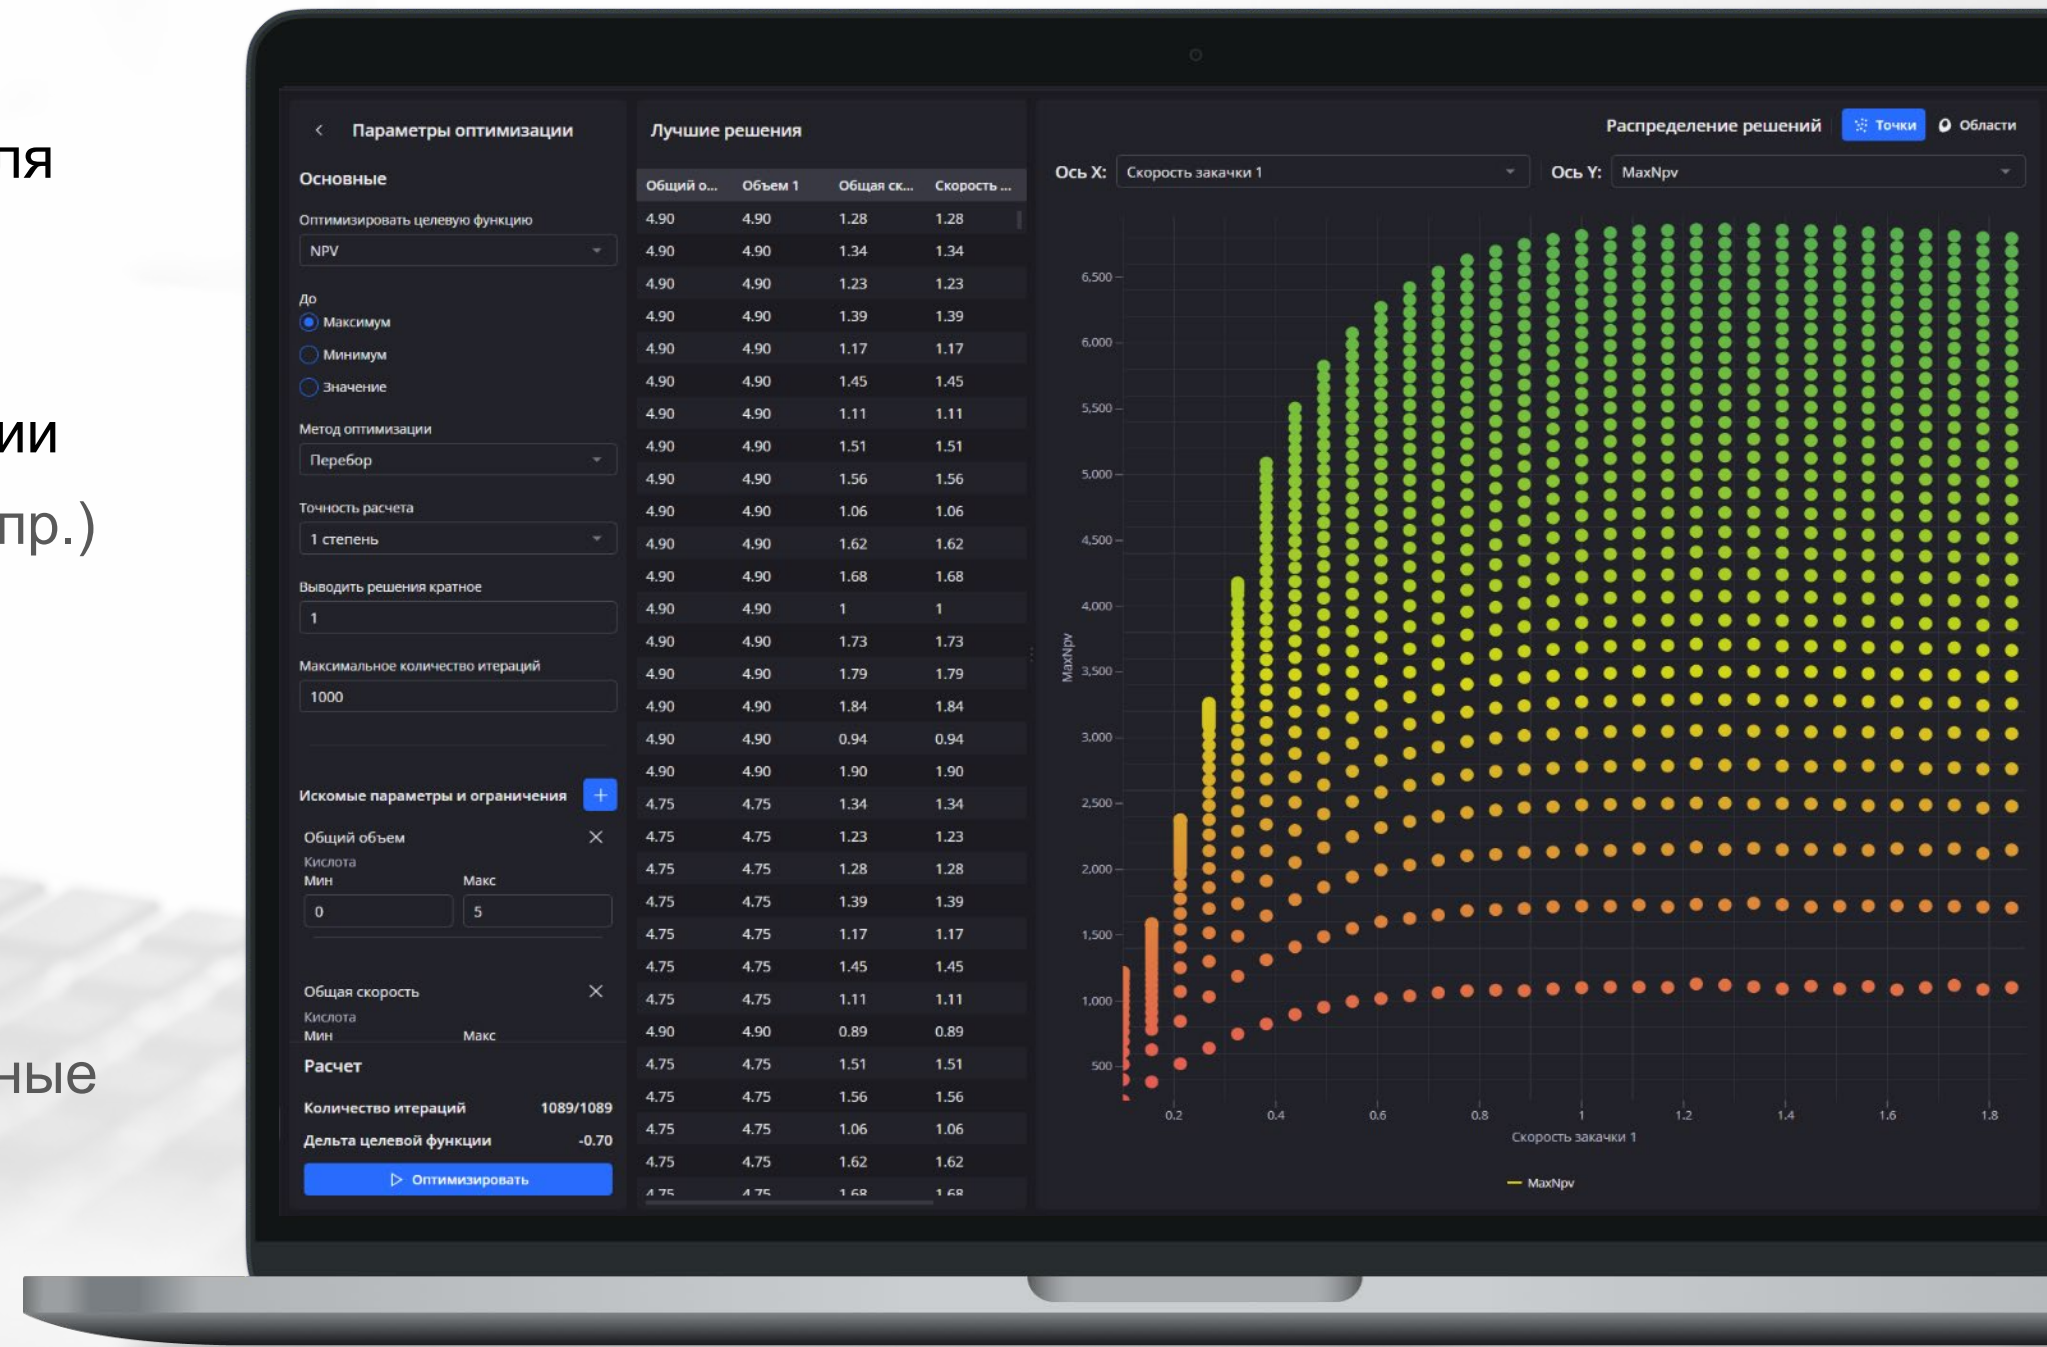 ля
ии
пр.)
ные
Параметры оптимизации
Основные
Оптимизировать целевую функцию
NPV
До
Максимум
Минимум
Значение
Метод оптимизации
Перебор
Точность расчета
1 степень
Выводить решения кратное
1
Максимальное количество итераций
1000
Искомые параметры и ограничения
Общий объем
Кислота
Мин Макс
0 5
Общая скорость
Кислота
Мин Макс
Расчет
Количество итераций 1089/1089
Дельта целевой функции -0.70
Оптимизировать
Лучшие решения
Общий о... Объем 1 Общая ск... Скорость ...
4.90 4.90 1.28 1.28
4.90 4.90 1.34 1.34
4.90 4.90 1.23 1.23
4.90 4.90 1.39 1.39
4.90 4.90 1.17 1.17
4.90 4.90 1.45 1.45
4.90 4.90 1.11 1.11
4.90 4.90 1.51 1.51
4.90 4.90 1.56 1.56
4.90 4.90 1.06 1.06
4.90 4.90 1.62 1.62
4.90 4.90 1.68 1.68
4.90 4.90 1 1
4.90 4.90 1.73 1.73
4.90 4.90 1.79 1.79
4.90 4.90 1.84 1.84
4.90 4.90 0.94 0.94
4.90 4.90 1.90 1.90
4.75 4.75 1.34 1.34
4.75 4.75 1.23 1.23
4.75 4.75 1.28 1.28
4.75 4.75 1.39 1.39
4.75 4.75 1.17 1.17
4.75 4.75 1.45 1.45
4.75 4.75 1.11 1.11
4.90 4.90 0.89 0.89
4.75 4.75 1.51 1.51
4.75 4.75 1.56 1.56
4.75 4.75 1.06 1.06
4.75 4.75 1.62 1.62
4.75 4.75 1.68 1.68
Распределение решений Точки Области
Ось X: Скорость закачки 1 Ось Y: MaxNpv
6,500
6,000
5,500
5,000
4,500
4,000
3,500
3,000
2,500
2,000
1,500
1,000
500
MaxNpv
0.2 0.4 0.6 0.8 1 1.2 1.4 1.6 1.8
Скорость закачки 1
MaxNpv